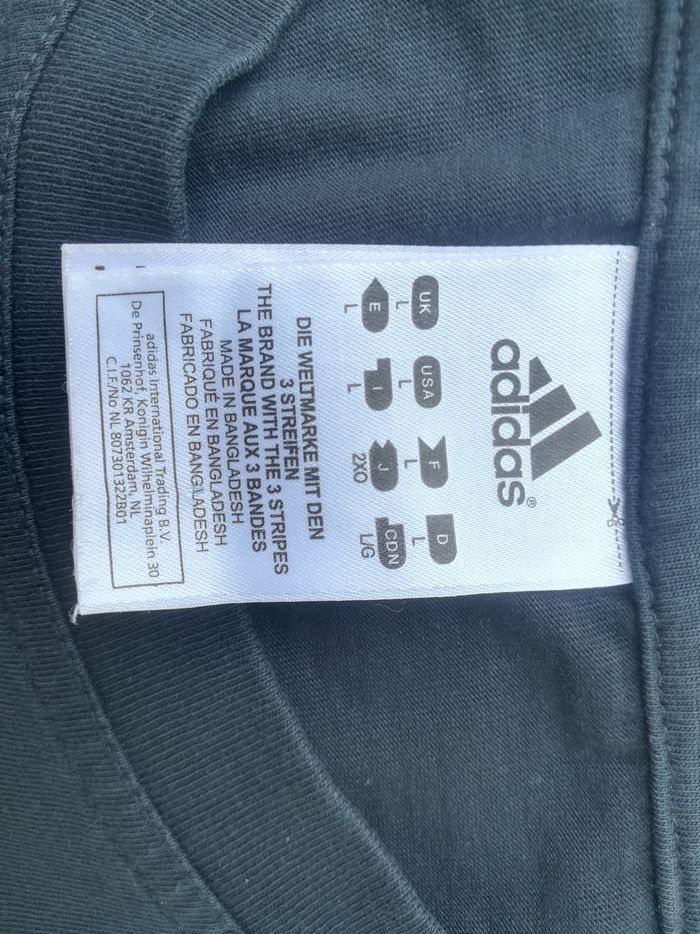 adidas®
UK USA F D
L L L L
E I J CDN
L L 2XO L/G
DIE WELTMARKE MIT DEN
3 STREIFEN
THE BRAND WITH THE 3 STRIPES
LA MARQUE AUX 3 BANDES
MADE IN BANGLADESH
FABRIQUÉ EN BANGLADESH
FABRICADO EN BANGLADESH
adidas International Trading B.V.
De Prinsenhof, Konigin Wilhelminaplein 30
1062 KR Amsterdam, NL
C.I.F/No NL 807301322B01